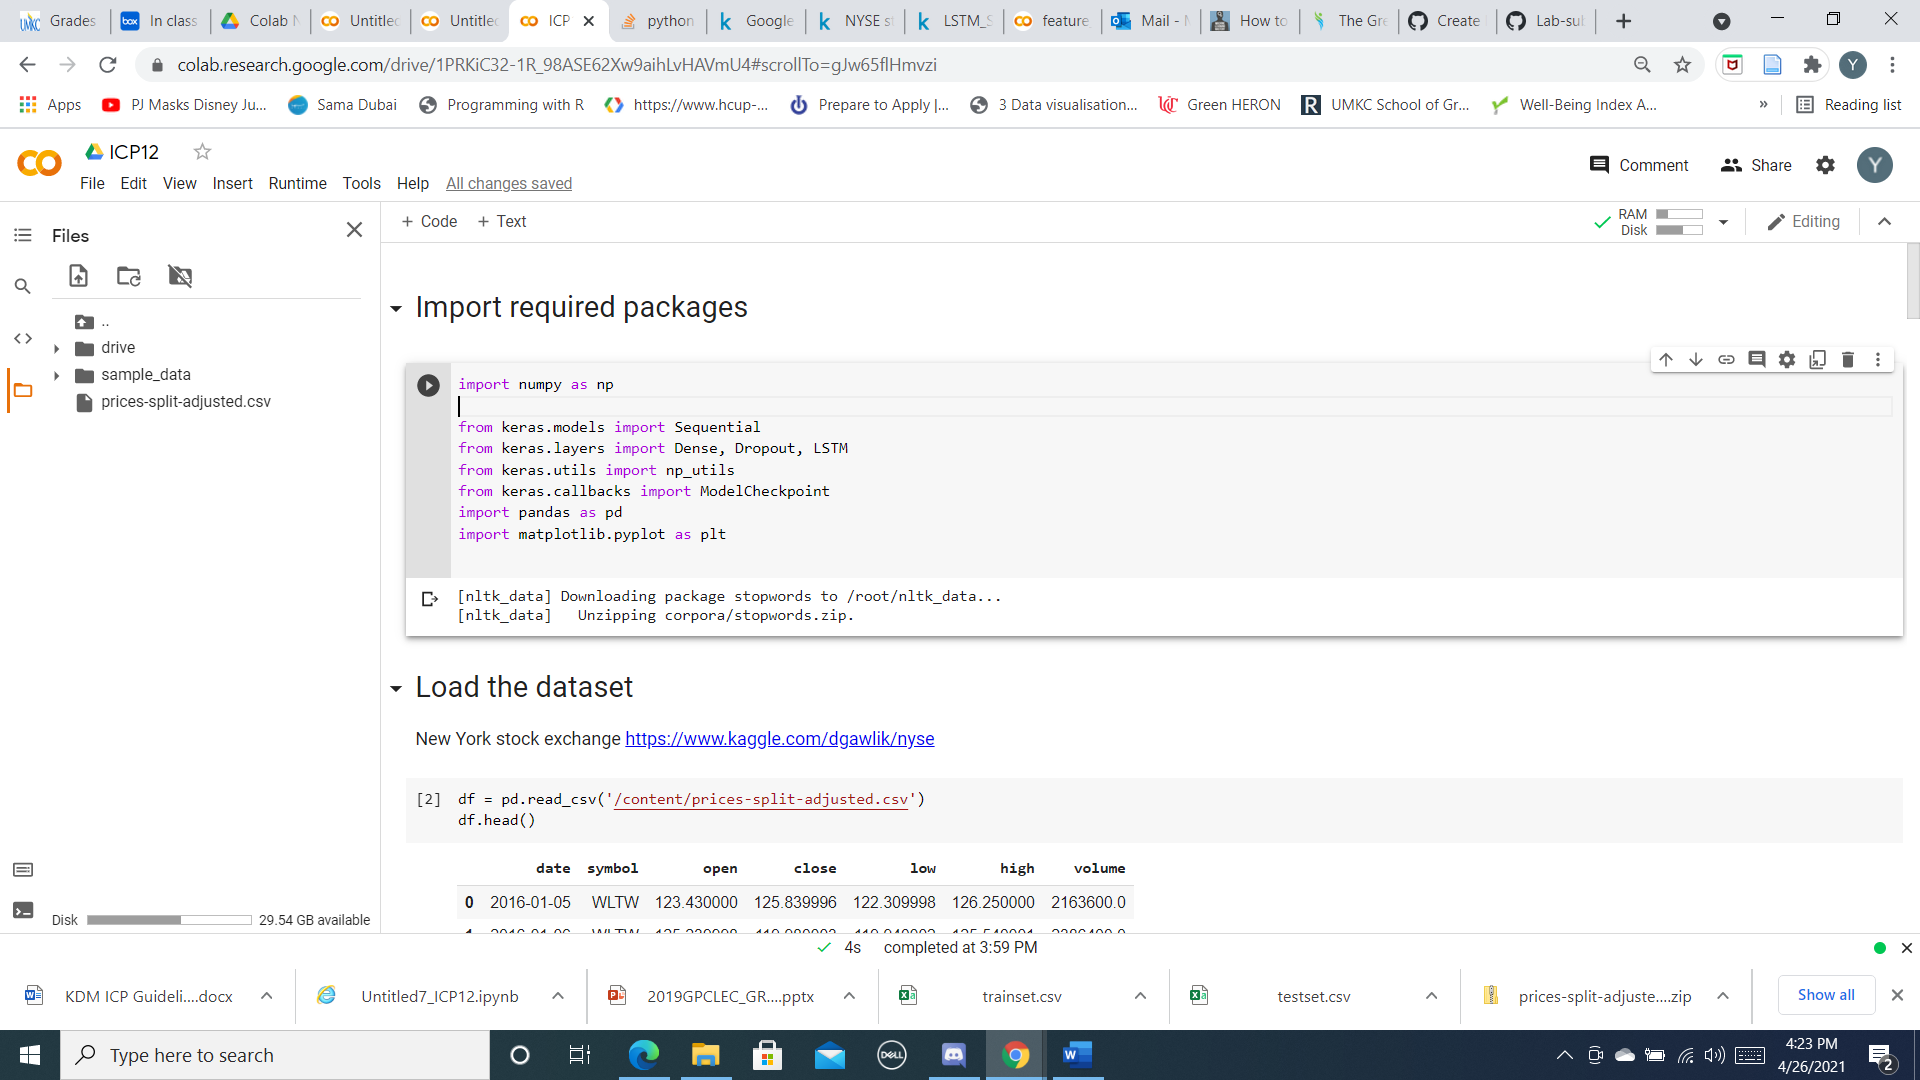 Grades
In class
Colab N
Untitled
Untitled
ICP
python
Google
NYSE s
LSTM_S
feature
Mail - M
How to
The Gre
Create
Lab-sub
colab.research.google.com/drive/1PRKiC32-1R_98ASE62Xw9aihLvHAVmU4#scrollTo=gJw65flHmvzi
Y
Apps
PJ Masks Disney Ju...
Sama Dubai
Programming with R
https://www.hcup-...
Prepare to Apply |...
3 Data visualisation...
Green HERON
UMKC School of Gr...
Well-Being Index A...
»
Reading list
ICP12
Comment
Share
Y
File Edit View Insert Runtime Tools Help All changes saved
Files
+ Code + Text
RAM
Disk
Editing
..
drive
sample_data
prices-split-adjusted.csv
Import required packages
import numpy as np
from keras.models import Sequential
from keras.layers import Dense, Dropout, LSTM
from keras.utils import np_utils
from keras.callbacks import ModelCheckpoint
import pandas as pd
import matplotlib.pyplot as plt
[nltk_data] Downloading package stopwords to /root/nltk_data...
[nltk_data]   Unzipping corpora/stopwords.zip.
Load the dataset
New York stock exchange https://www.kaggle.com/dgawlik/nyse
[2] df = pd.read_csv('/content/prices-split-adjusted.csv')
df.head()
date symbol open close low high volume
0 2016-01-05 WLTW 123.430000 125.839996 122.309998 126.250000 2163600.0
Disk 29.54 GB available
4s completed at 3:59 PM
KDM ICP Guideli....docx
Untitled7_ICP12.ipynb
2019GPCLEC_GR....pptx
trainset.csv
testset.csv
prices-split-adjuste....zip
Show all
Type here to search
DELL
4:23 PM
4/26/2021
2